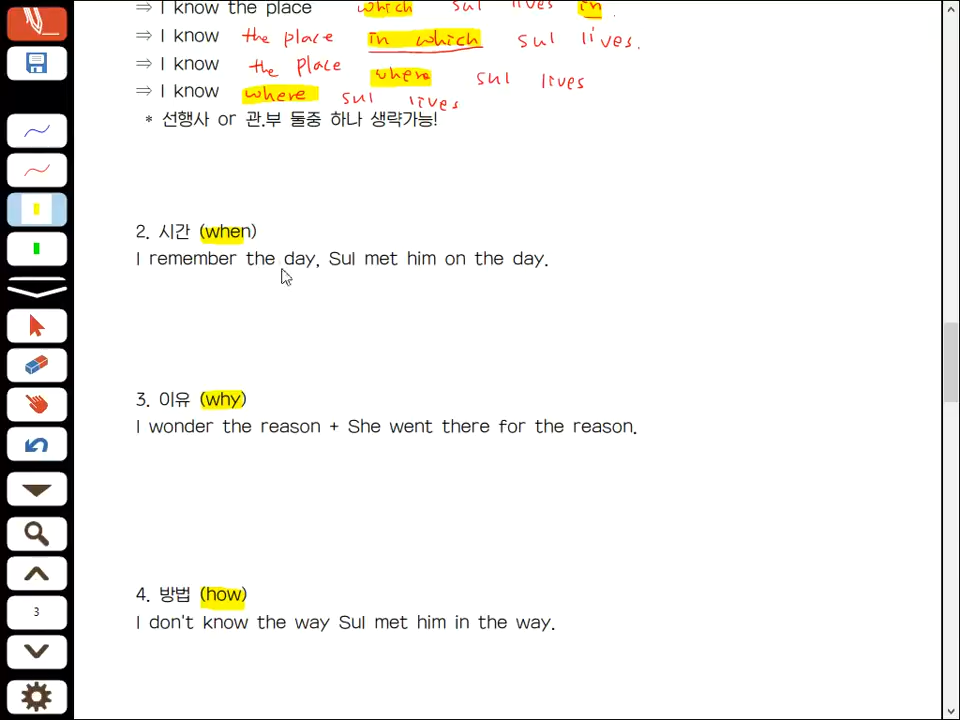 ⇒ I know the place which sul lives in.
⇒ I know the place in which sul lives.
⇒ I know the place where sul lives
⇒ I know where sul lives
* 선행사 or 관.부 둘중 하나 생략가능!
2. 시간 (when)
I remember the day, Sul met him on the day.
3. 이유 (why)
I wonder the reason + She went there for the reason.
3
4. 방법 (how)
I don't know the way Sul met him in the way.